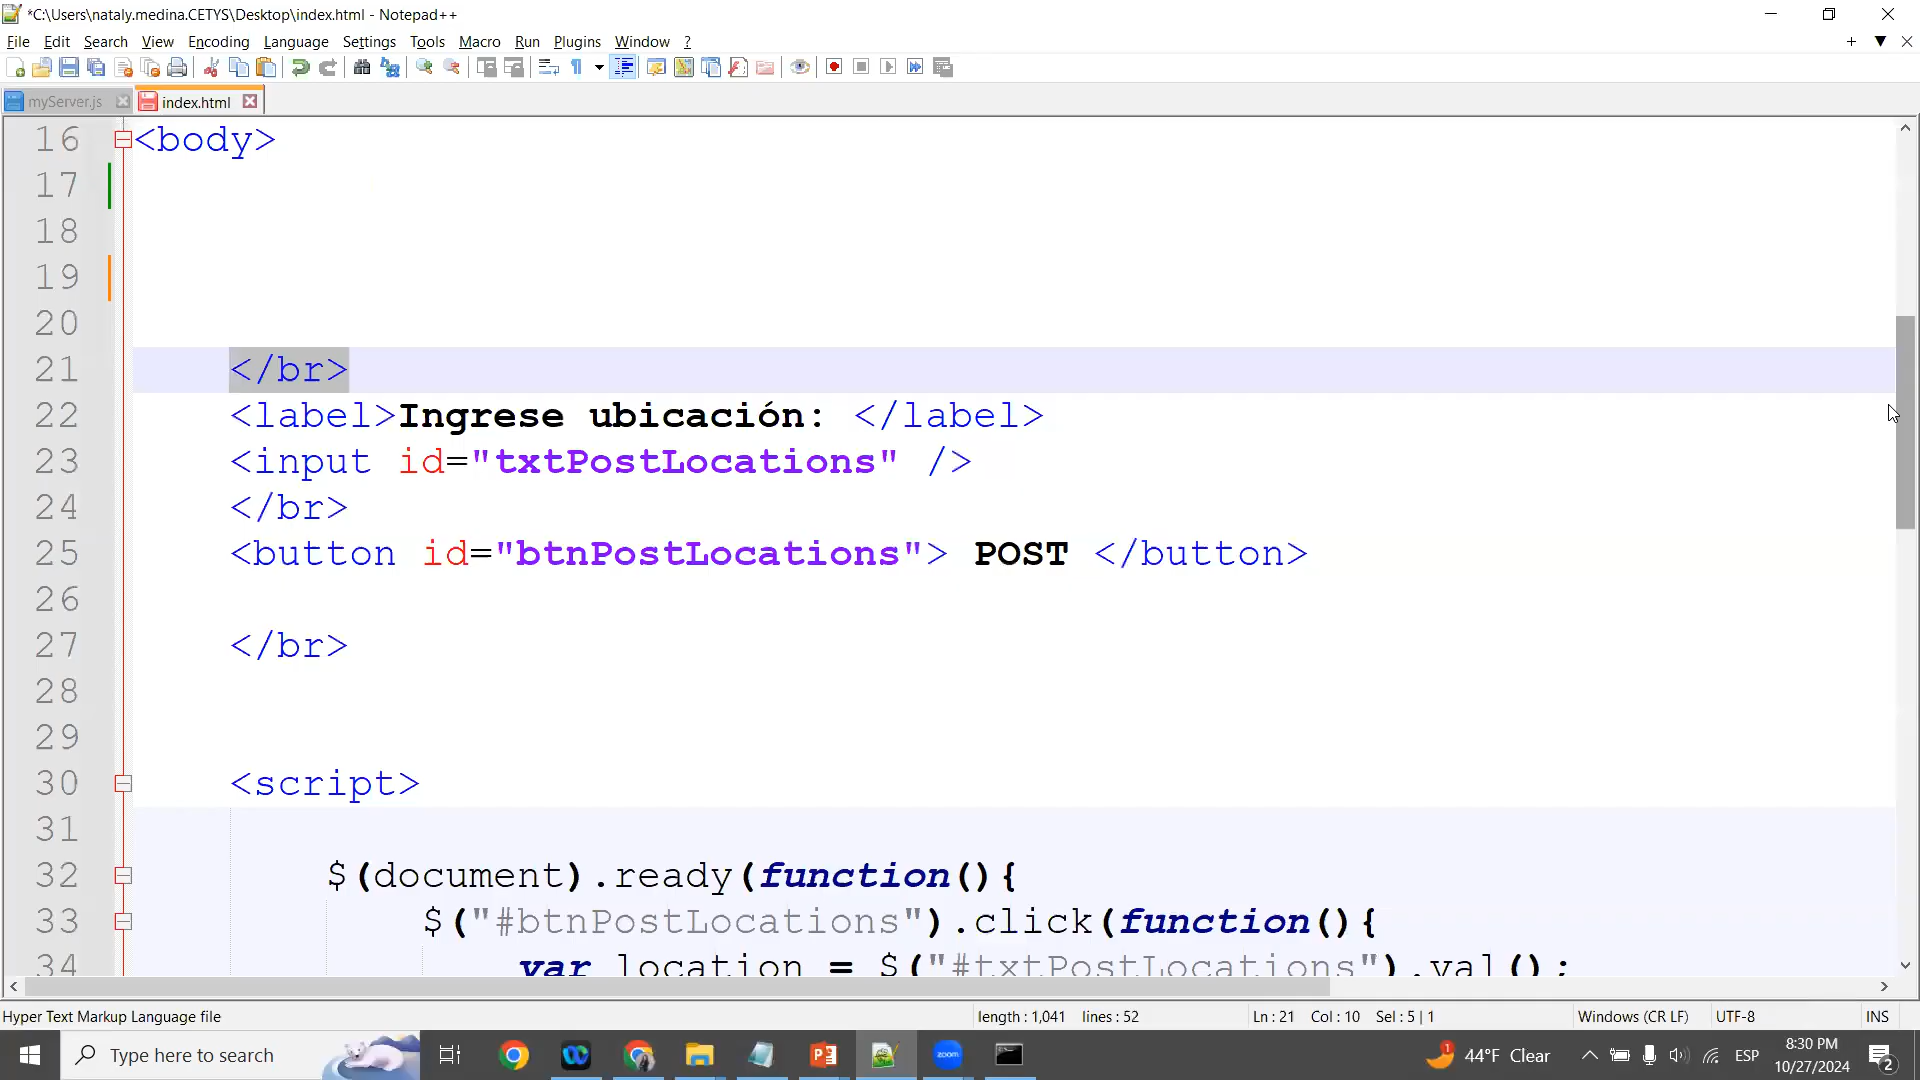 *C:\Users\nataly.medina.CETYS\Desktop\index.html - Notepad++
File Edit Search View Encoding Language Settings Tools Macro Run Plugins Window ?
myServer.js index.html
16 <body>
17
18
19
20
21 </br>
22 <label>Ingrese ubicación: </label>
23 <input id="txtPostLocations" />
24 </br>
25 <button id="btnPostLocations"> POST </button>
26
27 </br>
28
29
30 <script>
31
32 $(document).ready(function(){
33 $("#btnPostLocations").click(function(){
34 var location = $("#txtPostLocations").val();
Hyper Text Markup Language file length : 1,041 lines : 52 Ln : 21 Col : 10 Sel : 5 | 1 Windows (CR LF) UTF-8 INS
Type here to search zoom 1 44°F Clear ESP 8:30 PM
10/27/2024 2